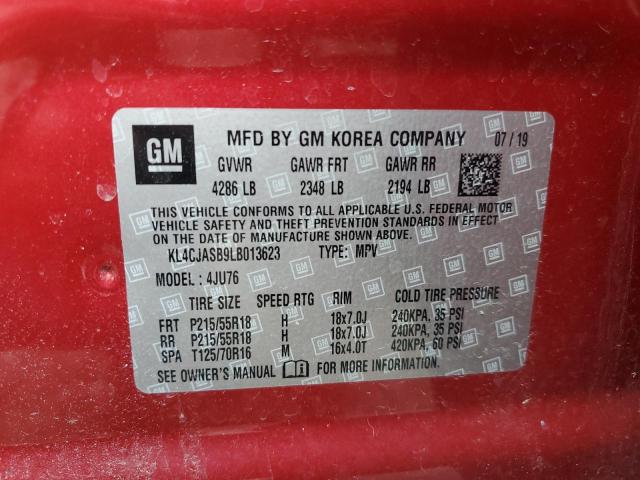 GM MFD BY GM KOREA COMPANY 07/19
GVWR GAWR FRT GAWR RR
4286 LB 2348 LB 2194 LB
THIS VEHICLE CONFORMS TO ALL APPLICABLE U.S. FEDERAL MOTOR
VEHICLE SAFETY AND THEFT PREVENTION STANDARDS IN EFFECT
ON THE DATE OF MANUFACTURE SHOWN ABOVE.
KL4CJASB9LB013623 TYPE: MPV
MODEL: 4JU76
TIRE SIZE SPEED RTG RIM COLD TIRE PRESSURE
FRT P215/55R18 H 18x7.0J 240KPA, 35 PSI
RR P215/55R18 H 18x7.0J 240KPA, 35 PSI
SPA T125/70R16 M 16x4.0T 420KPA, 60 PSI
SEE OWNER'S MANUAL FOR MORE INFORMATION.